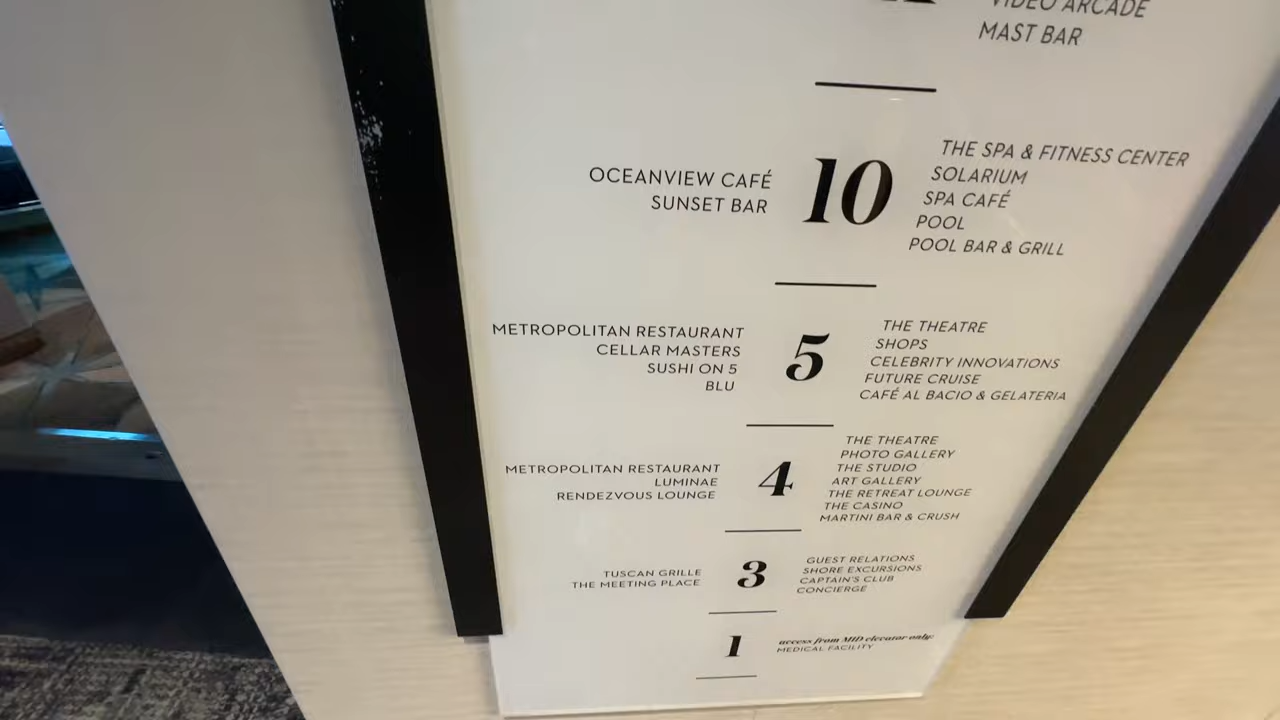 VIDEO ARCADE
MAST BAR
OCEANVIEW CAFÉ
SUNSET BAR
10
THE SPA & FITNESS CENTER
SOLARIUM
SPA CAFÉ
POOL
POOL BAR & GRILL
METROPOLITAN RESTAURANT
CELLAR MASTERS
SUSHI ON 5
BLU
5
THE THEATRE
SHOPS
CELEBRITY INNOVATIONS
FUTURE CRUISE
CAFÉ AL BACIO & GELATERIA
METROPOLITAN RESTAURANT
LUMINAE
RENDEZVOUS LOUNGE
4
THE THEATRE
PHOTO GALLERY
THE STUDIO
ART GALLERY
THE RETREAT LOUNGE
THE CASINO
MARTINI BAR & CRUSH
TUSCAN GRILLE
THE MEETING PLACE
3
GUEST RELATIONS
SHORE EXCURSIONS
CAPTAIN'S CLUB
CONCIERGE
1
access from MID elevator only:
MEDICAL FACILITY